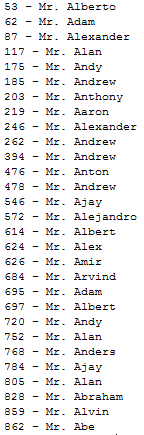 53 - Mr. Alberto
62 - Mr. Adam
87 - Mr. Alexander
117 - Mr. Alan
175 - Mr. Andy
185 - Mr. Andrew
203 - Mr. Anthony
219 - Mr. Aaron
246 - Mr. Alexander
262 - Mr. Andrew
394 - Mr. Andrew
476 - Mr. Anton
478 - Mr. Andrew
546 - Mr. Ajay
572 - Mr. Alejandro
614 - Mr. Albert
624 - Mr. Alex
626 - Mr. Amir
684 - Mr. Arvind
695 - Mr. Adam
697 - Mr. Albert
720 - Mr. Andy
752 - Mr. Alan
768 - Mr. Anders
784 - Mr. Ajay
805 - Mr. Alan
828 - Mr. Abraham
859 - Mr. Alvin
862 - Mr. Abe